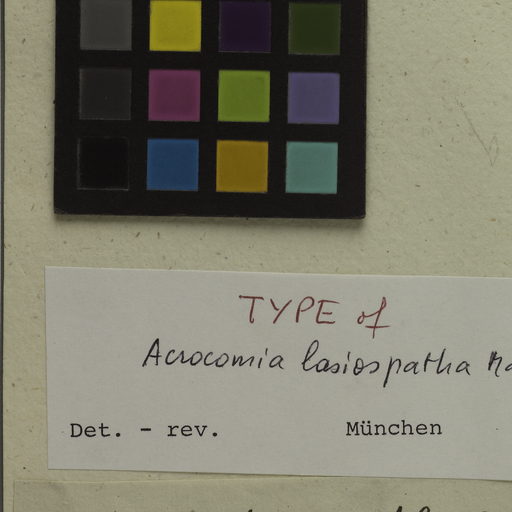 TYPE of
Acrocomia lasiospatha
Det. - rev. München